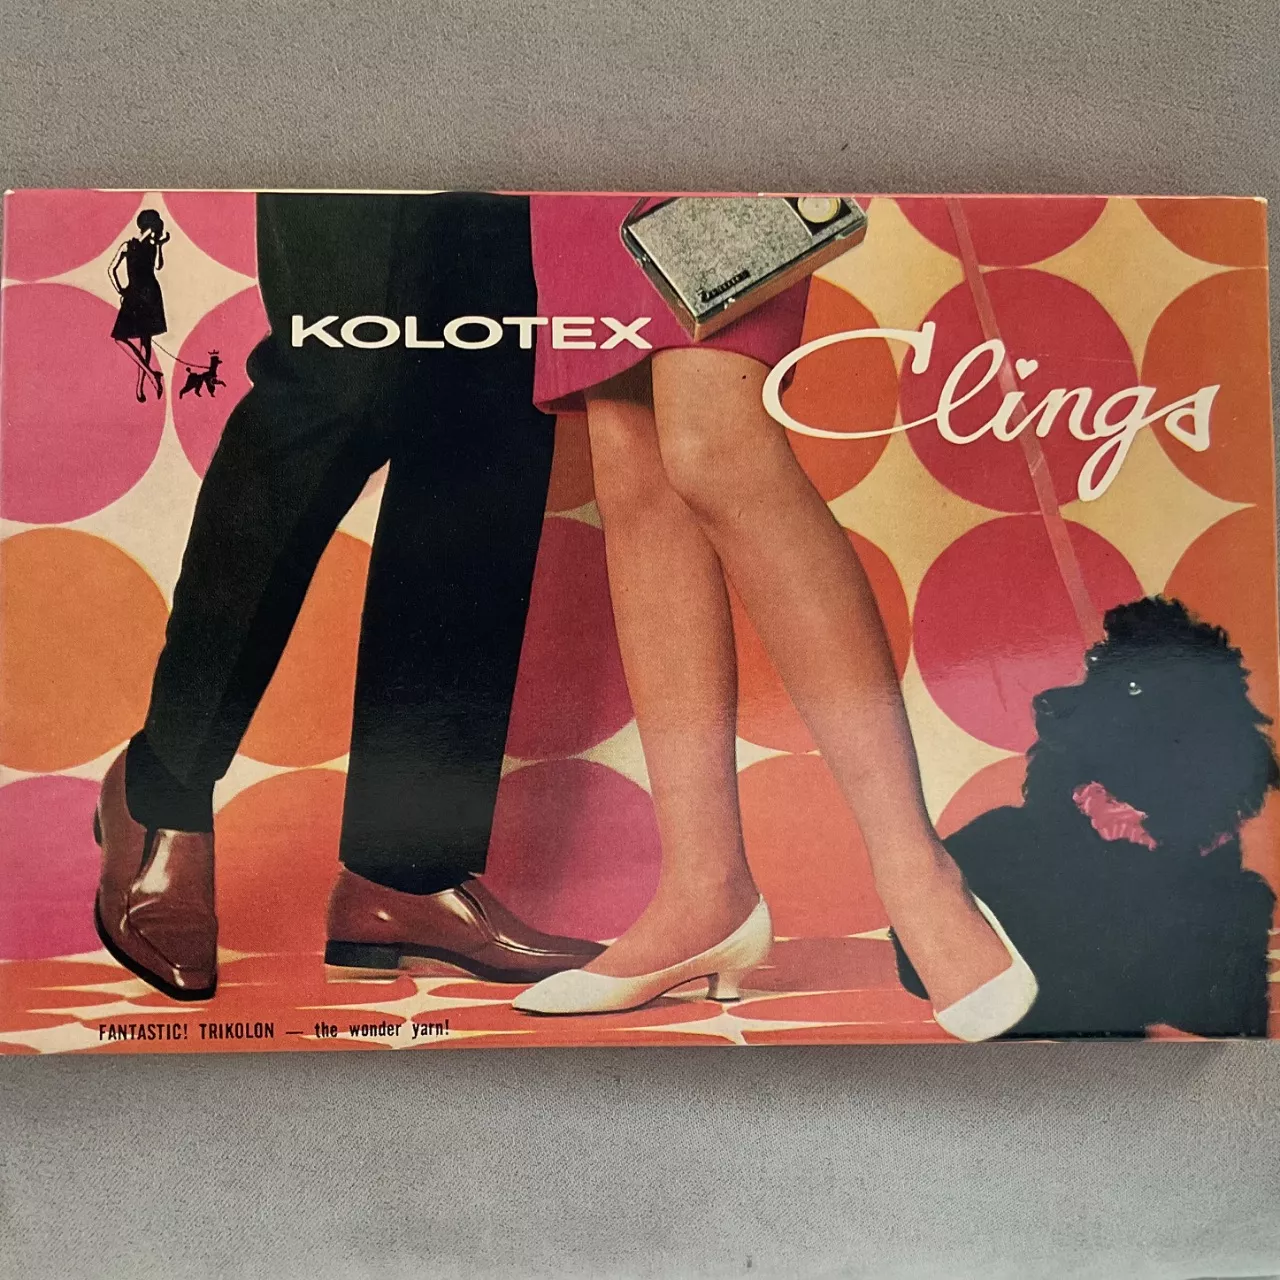 KOLOTEX
Clings
FANTASTIC! TRIKOLON — the wonder yarn!